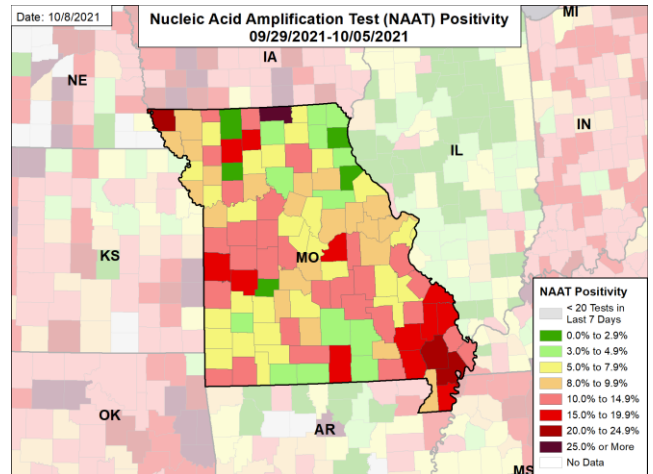 Date: 10/8/2021
Nucleic Acid Amplification Test (NAAT) Positivity
09/29/2021-10/05/2021
MI
IA
NE
IL
IN
KS
MO
OK
AR
MS
NAAT Positivity
< 20 Tests in
Last 7 Days
0.0% to 2.9%
3.0% to 4.9%
5.0% to 7.9%
8.0% to 9.9%
10.0% to 14.9%
15.0% to 19.9%
20.0% to 24.9%
25.0% or More
No Data